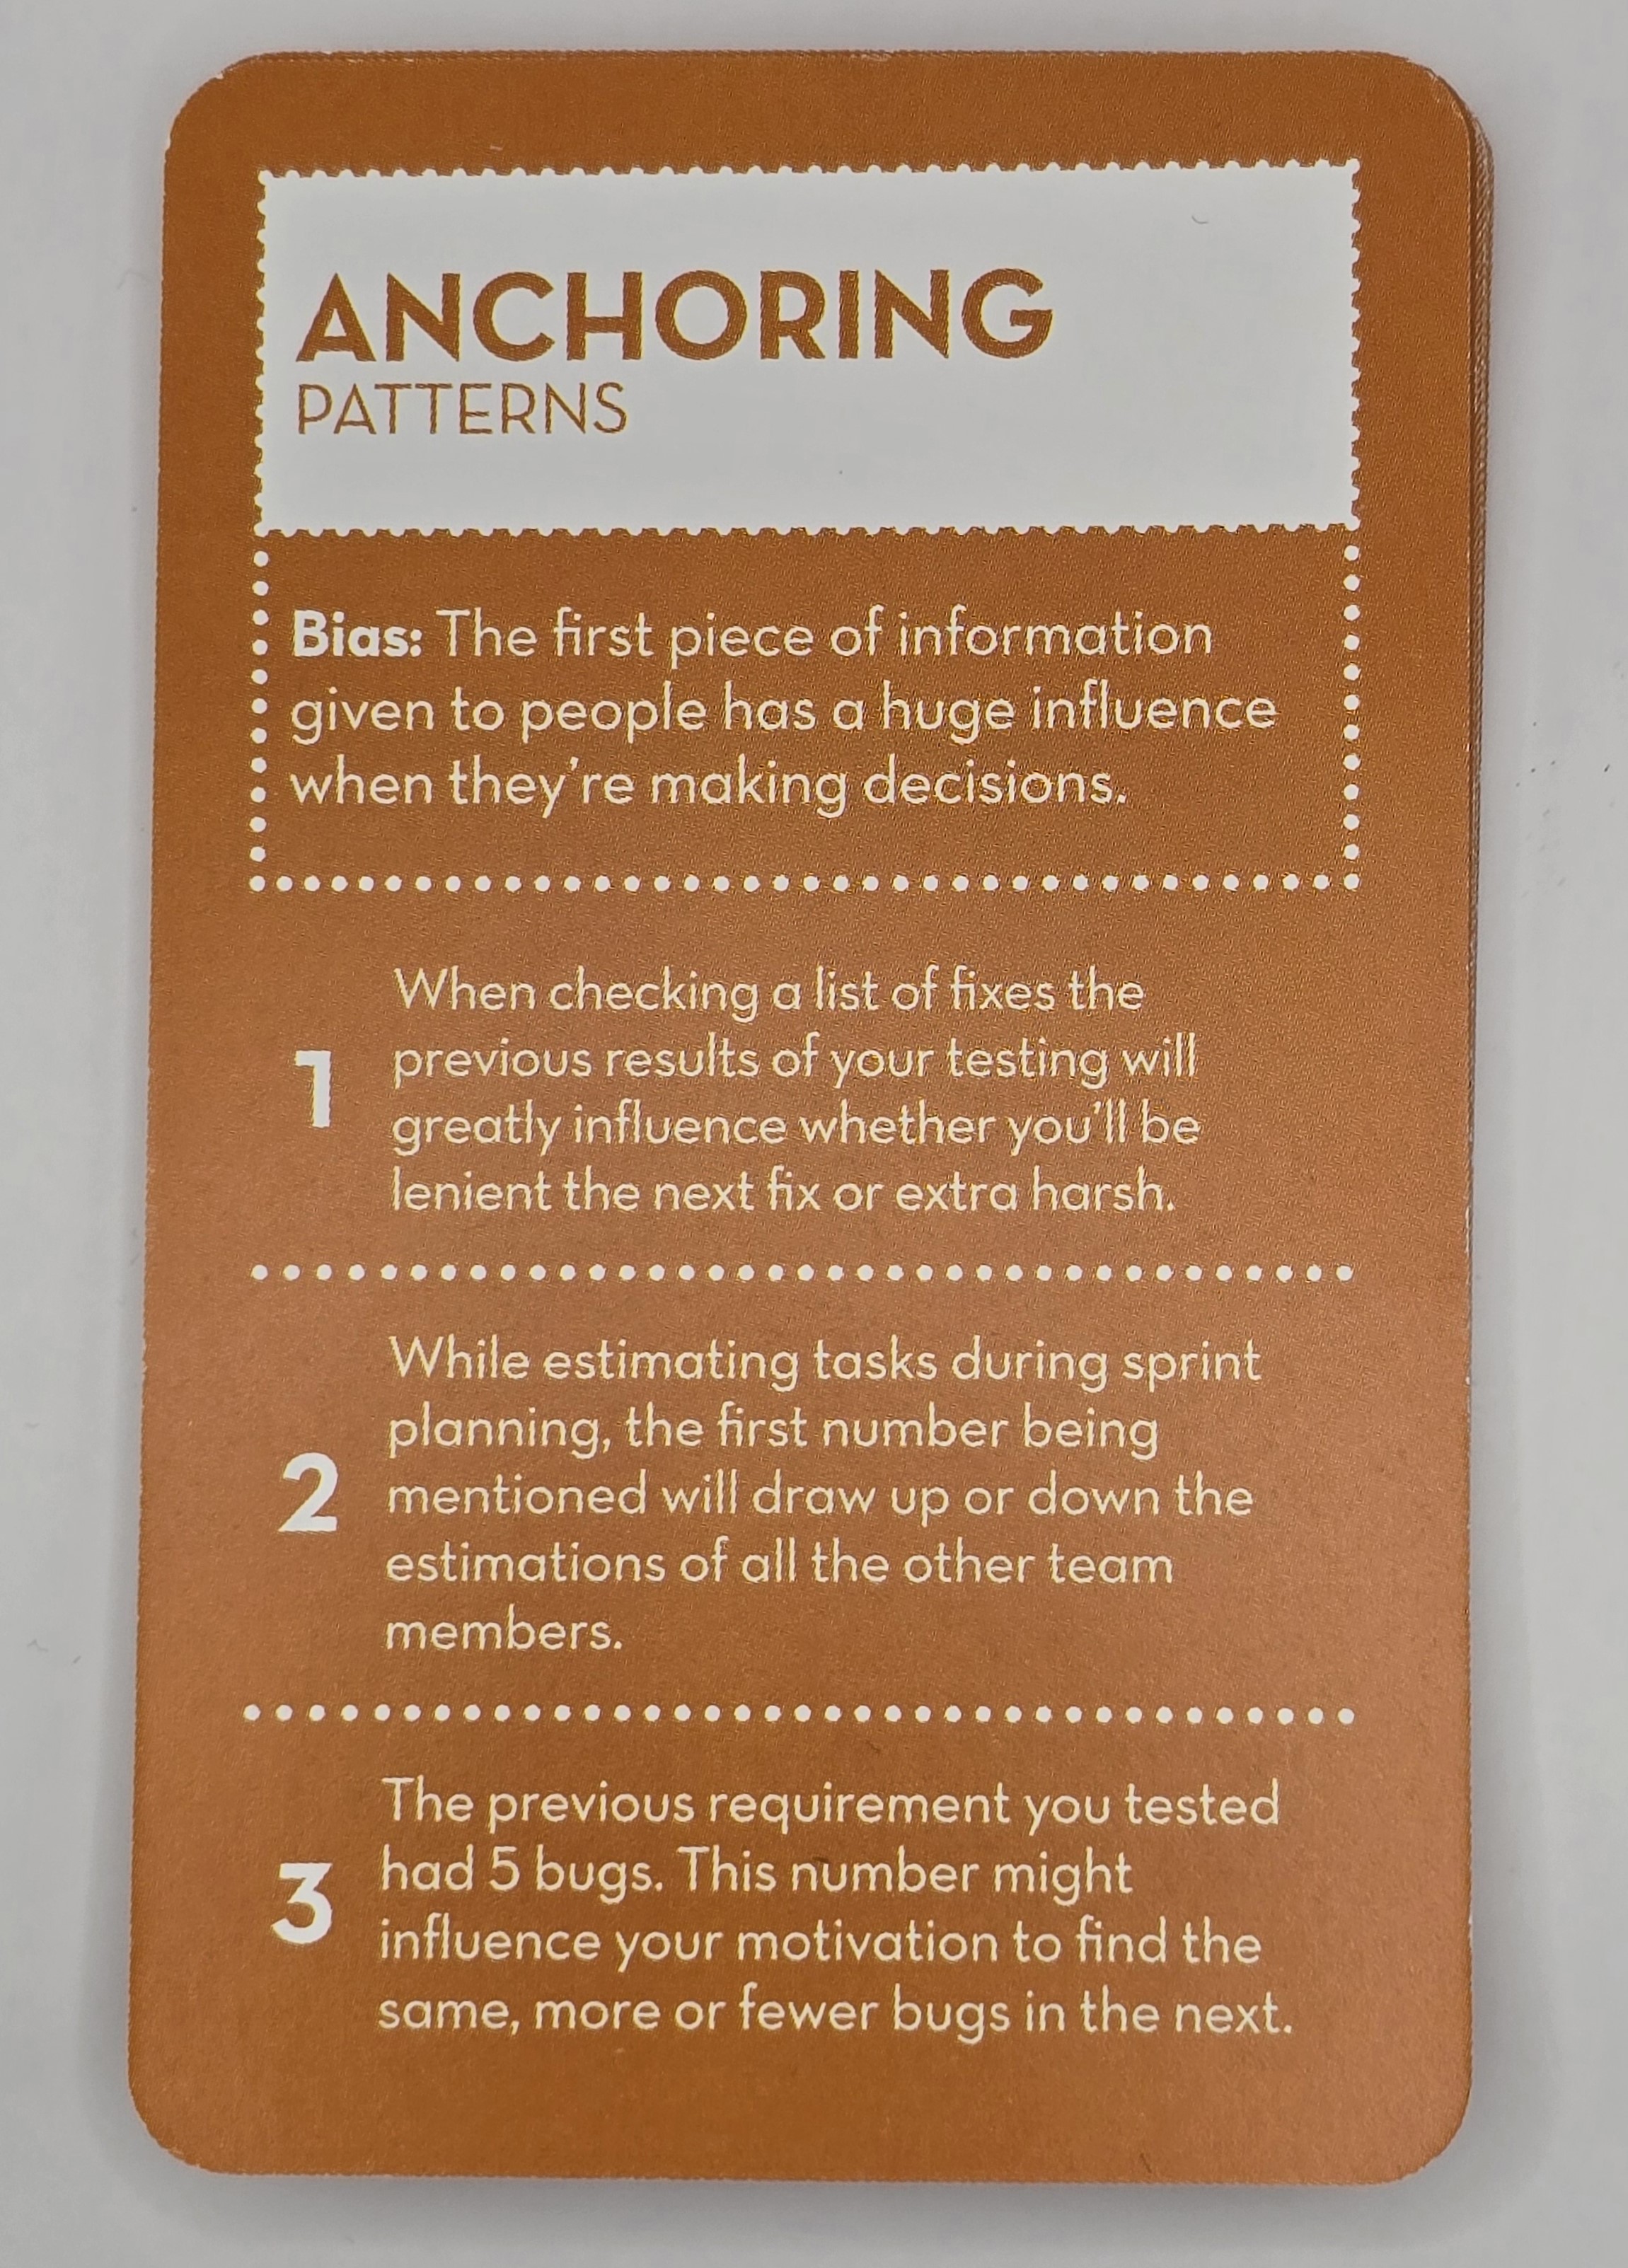 ANCHORING
PATTERNS
Bias: The first piece of information
given to people has a huge influence
when they're making decisions.
1
When checking a list of fixes the
previous results of your testing will
greatly influence whether you'll be
lenient the next fix or extra harsh.
2
While estimating tasks during sprint
planning, the first number being
mentioned will draw up or down the
estimations of all the other team
members.
3
The previous requirement you tested
had 5 bugs. This number might
influence your motivation to find the
same, more or fewer bugs in the next.